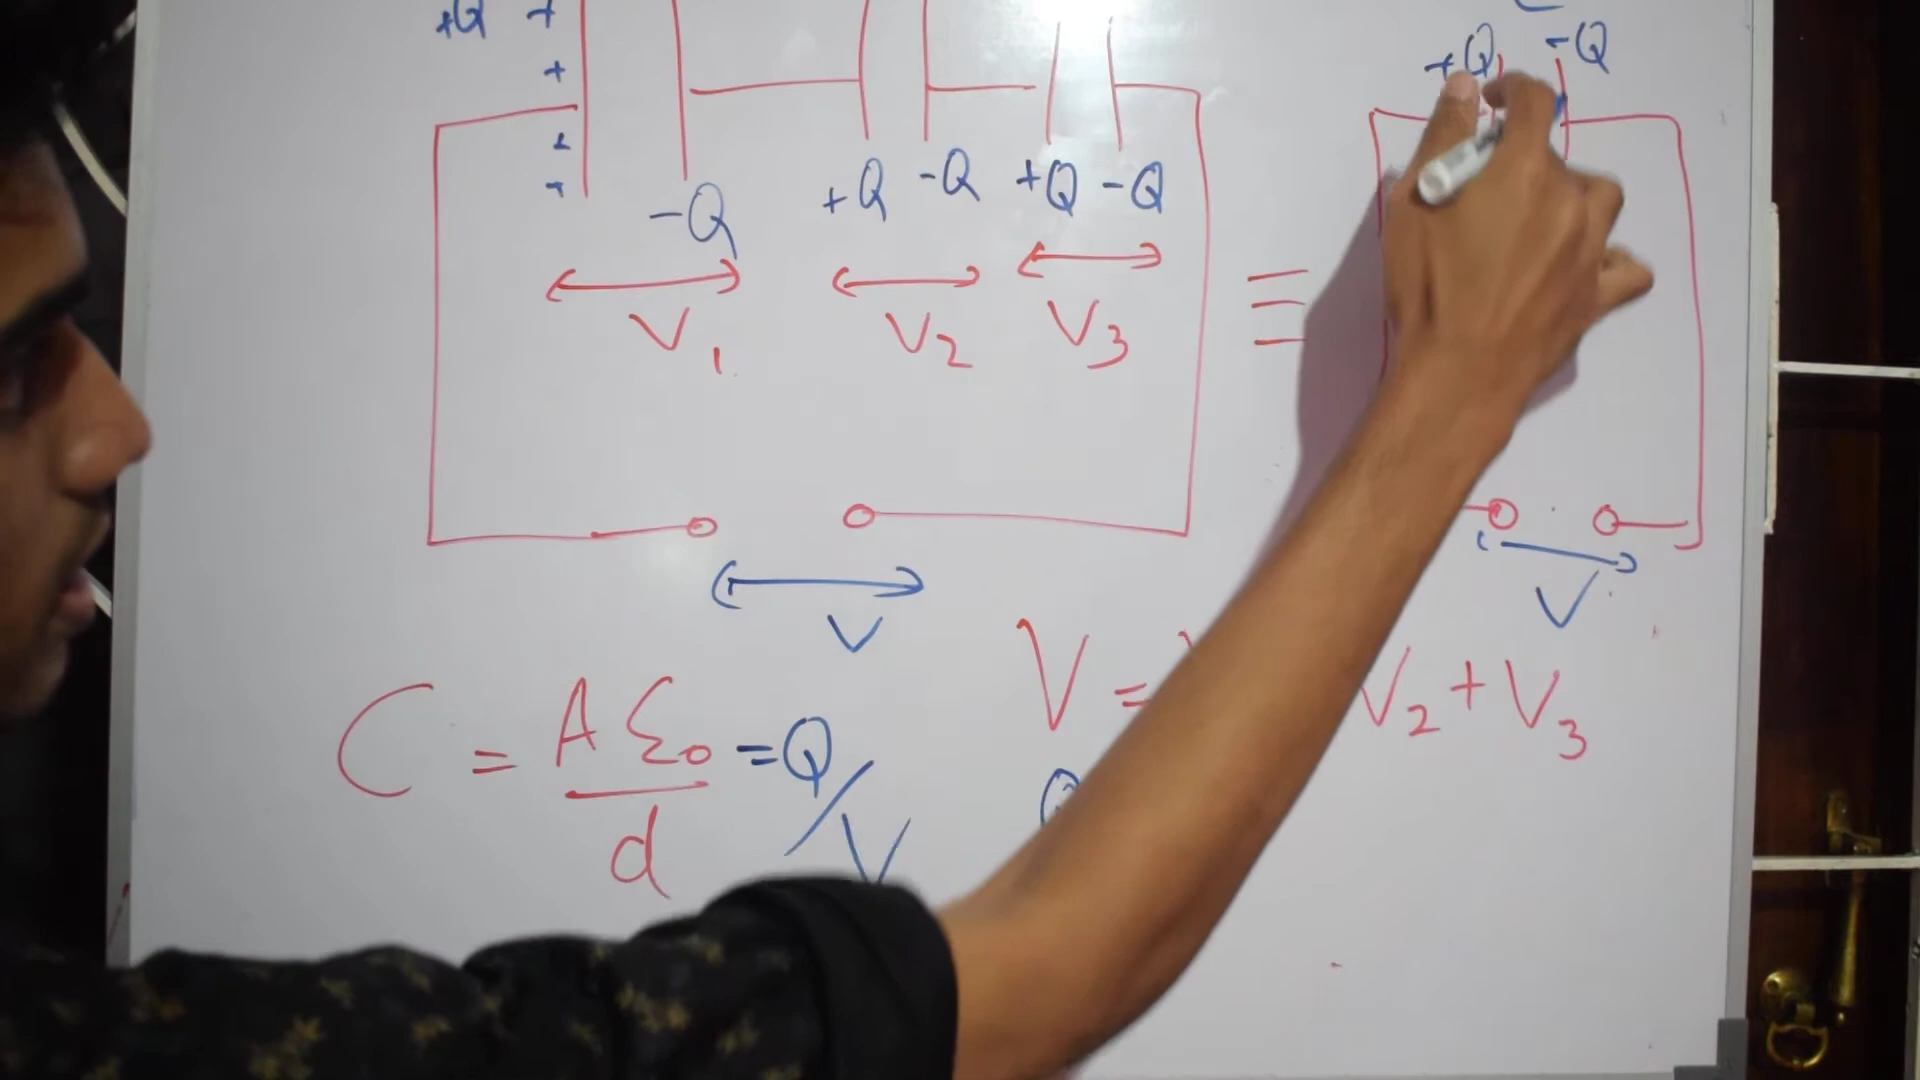 +Q +
+
+
+
+Q -Q
-Q +Q -Q +Q -Q
V1 V2 V3 ≡
V V
V = V2 + V3
C = Aε0/d = Q/V
Q